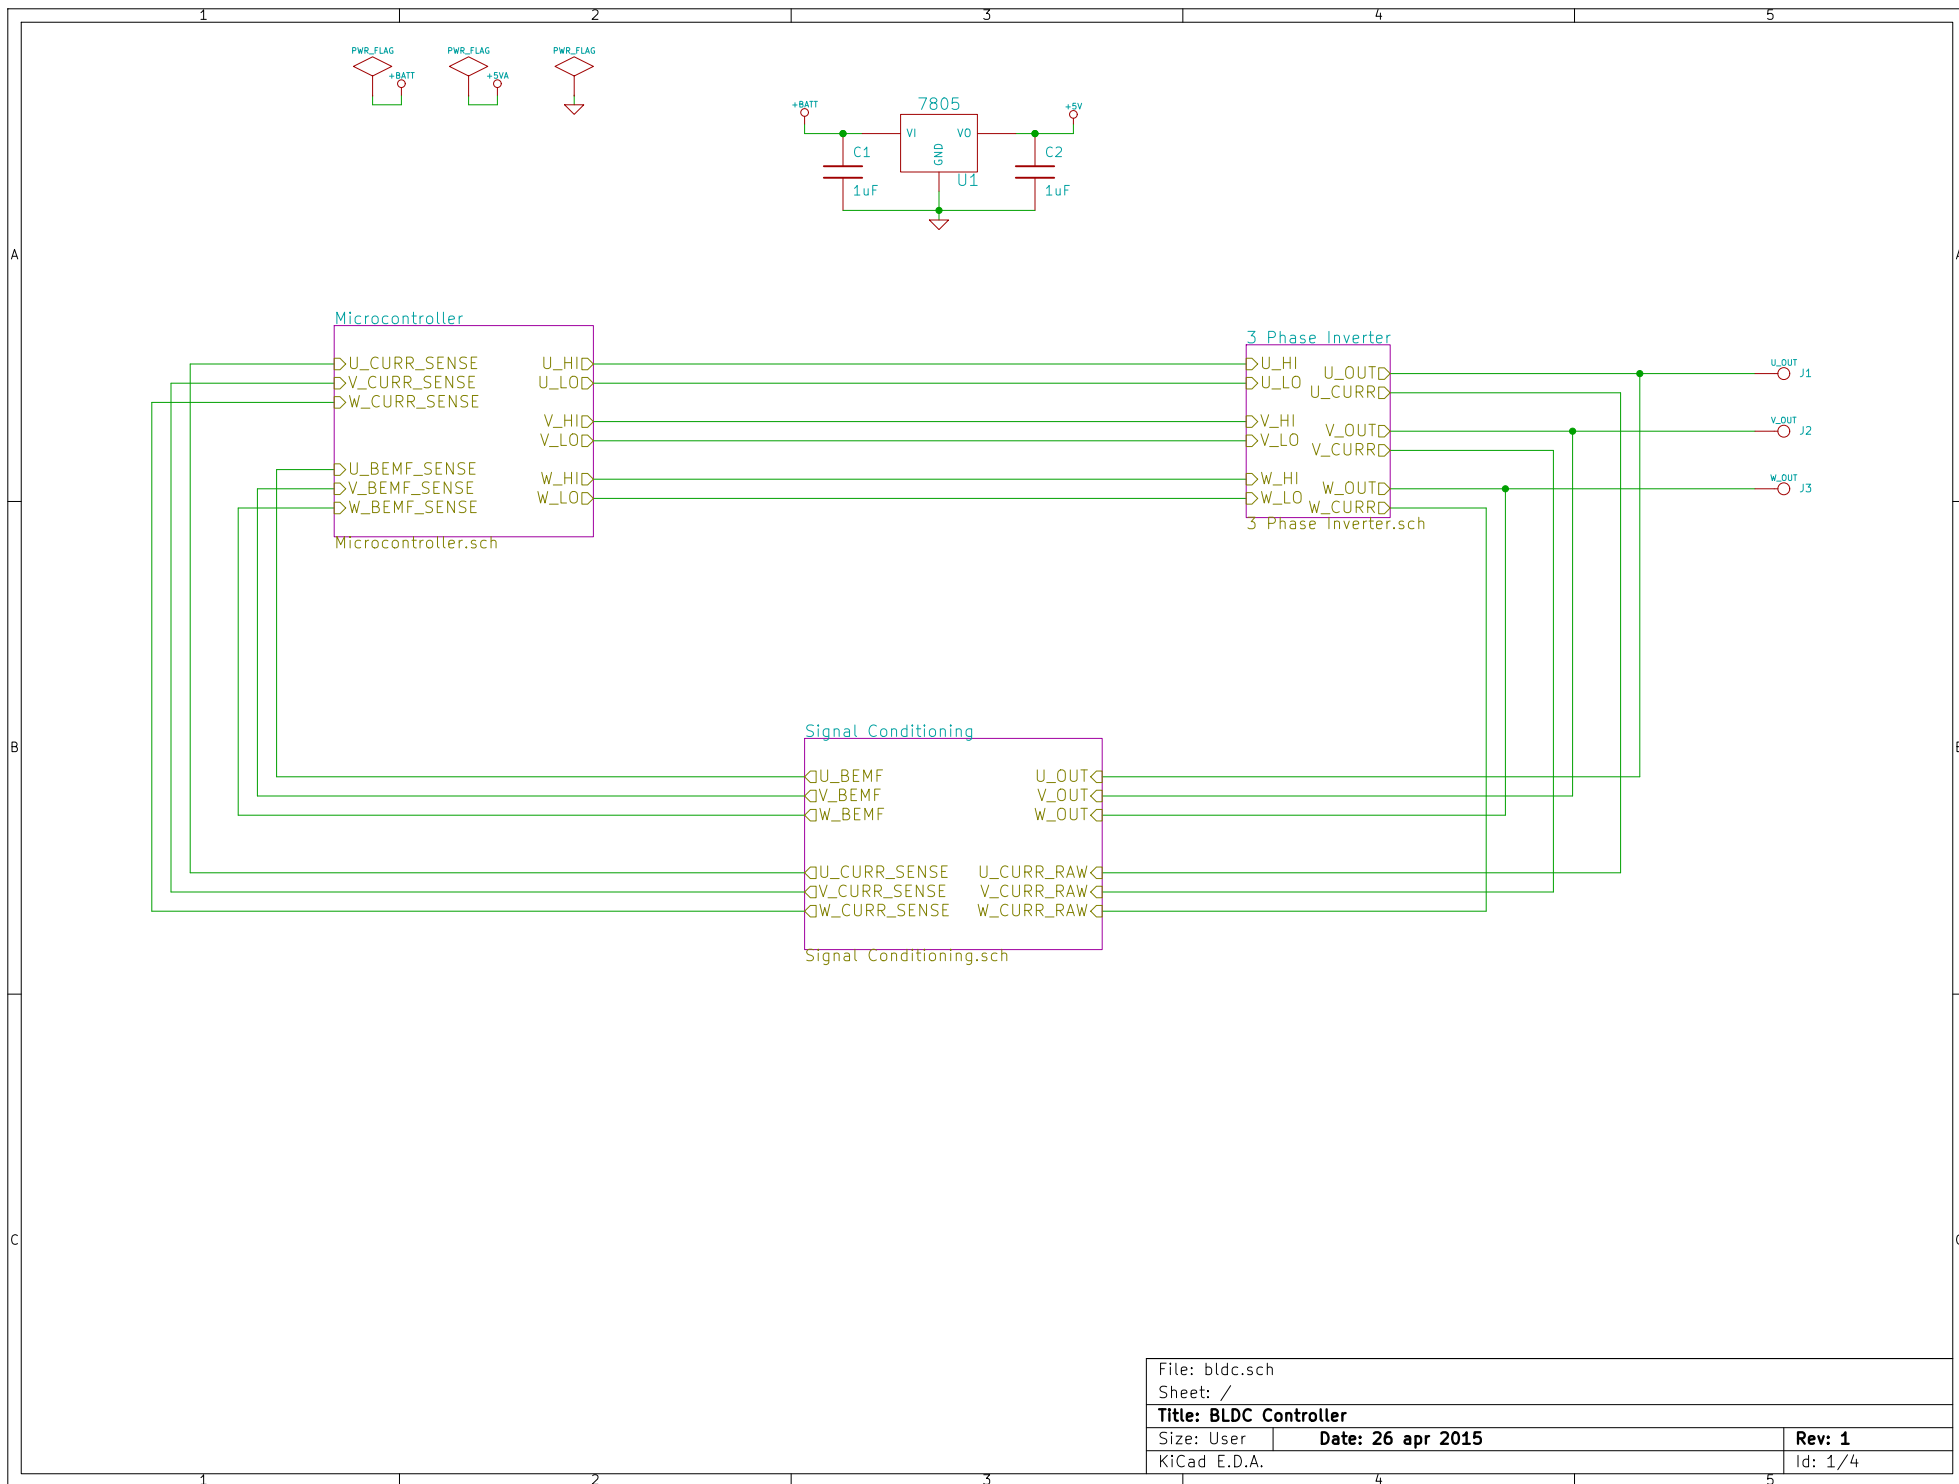 1 2 3 4 5
PWR_FLAG PWR_FLAG PWR_FLAG
+BATT +5VA
+BATT 7805 +5V
VI VO
GND
C1 C2
U1
1uF 1uF
A A
Microcontroller
U_CURR_SENSE U_HI
V_CURR_SENSE U_LO
W_CURR_SENSE
V_HI
V_LO
U_BEMF_SENSE
V_BEMF_SENSE W_HI
W_BEMF_SENSE W_LO
Microcontroller.sch
3 Phase Inverter
U_HI U_OUT
U_LO U_CURR
V_HI V_OUT
V_LO V_CURR
W_HI W_OUT
W_LO W_CURR
3 Phase Inverter.sch
U_OUT J1
V_OUT J2
W_OUT J3
B B
Signal Conditioning
U_BEMF U_OUT
V_BEMF V_OUT
W_BEMF W_OUT
U_CURR_SENSE U_CURR_RAW
V_CURR_SENSE V_CURR_RAW
W_CURR_SENSE W_CURR_RAW
Signal Conditioning.sch
C C
File: bldc.sch
Sheet: /
Title: BLDC Controller
Size: User Date: 26 apr 2015 Rev: 1
KiCad E.D.A. Id: 1/4
1 2 3 4 5